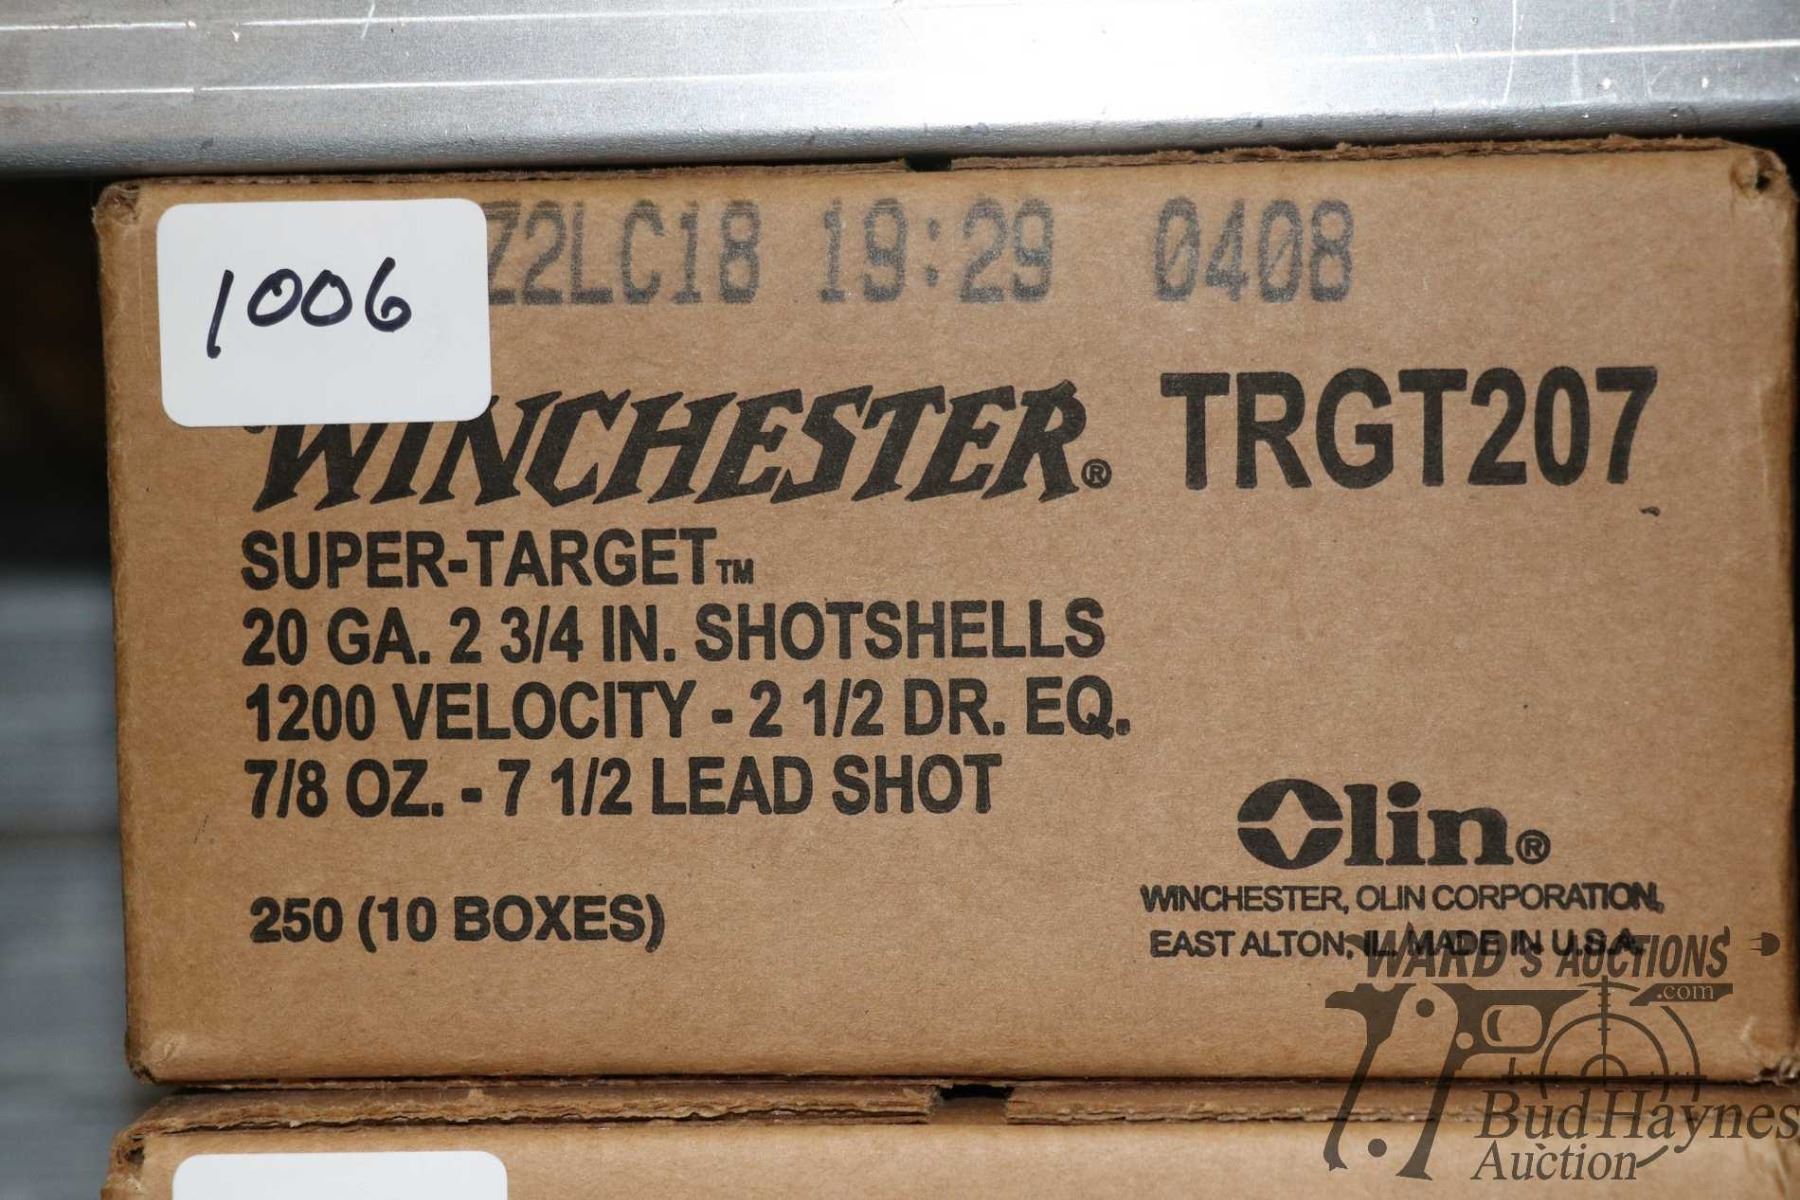 Z2LC18 19:29 0408
1006
WINCHESTER® TRGT207
SUPER-TARGET™
20 GA. 2 3/4 IN. SHOTSHELLS
1200 VELOCITY - 2 1/2 DR. EQ.
7/8 OZ. - 7 1/2 LEAD SHOT
250 (10 BOXES)
Olin®
WINCHESTER, OLIN CORPORATION,
EAST ALTON, IL. MADE IN U.S.A.
WARD'S AUCTIONS
.com
Bud Haynes
Auction